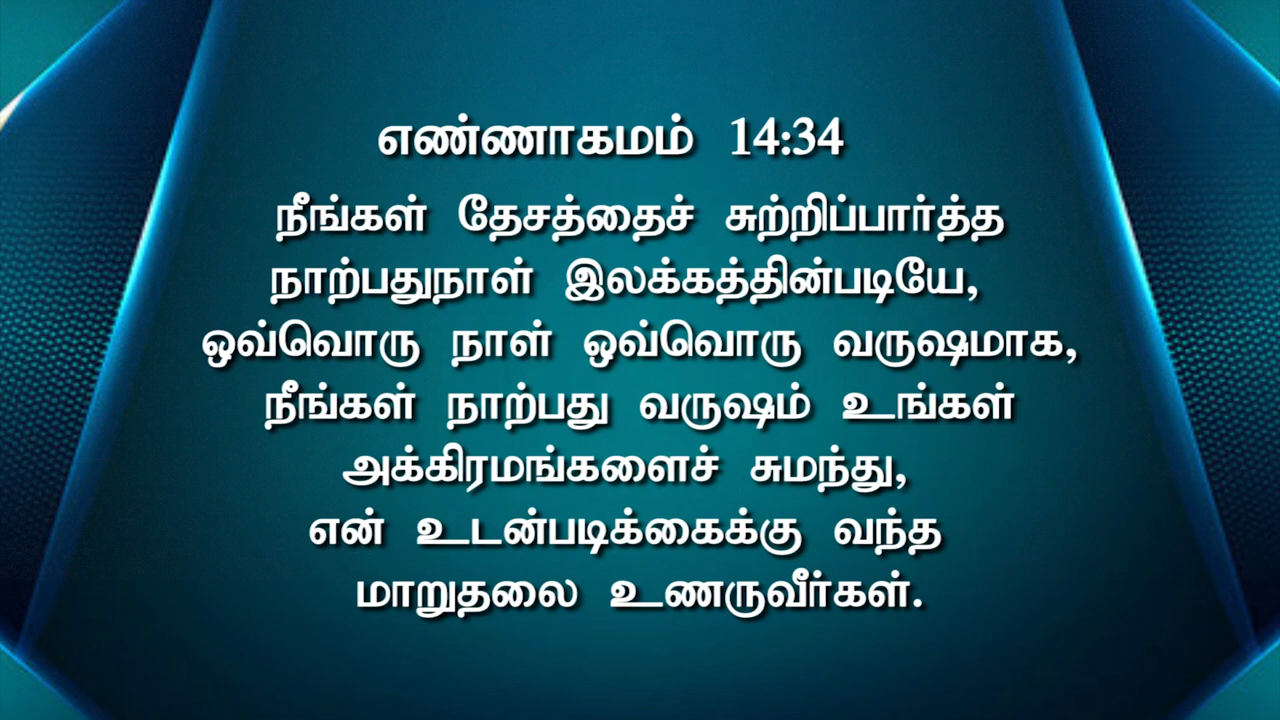 எண்ணாகமம் 14:34
நீங்கள் தேசத்தைச் சுற்றிப்பார்த்த
நாற்பதுநாள் இலக்கத்தின்படியே,
ஒவ்வொரு நாள் ஒவ்வொரு வருஷமாக,
நீங்கள் நாற்பது வருஷம் உங்கள்
அக்கிரமங்களைச் சுமந்து,
என் உடன்படிக்கைக்கு வந்த
மாறுதலை உணருவீர்கள்.